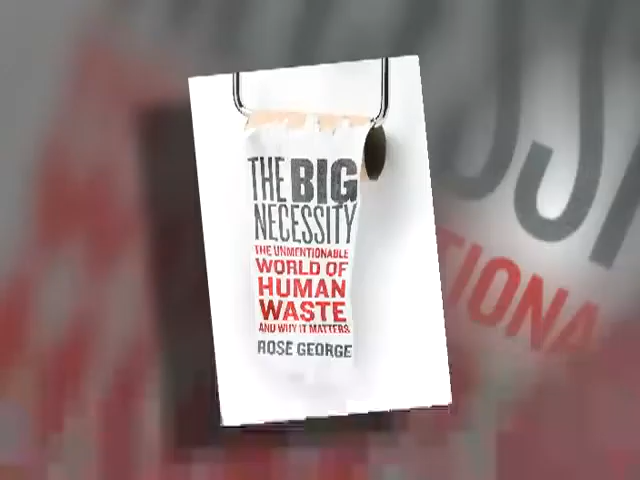 THE BIG
NECESSITY
THE UNMENTIONABLE
WORLD OF
HUMAN
WASTE
AND WHY IT MATTERS
ROSE GEORGE